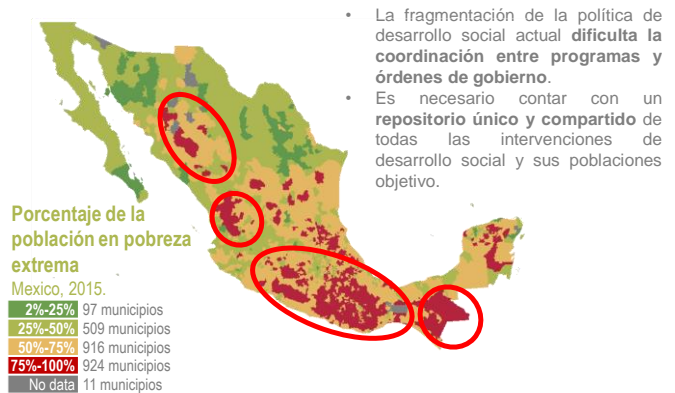 • La fragmentación de la política de
desarrollo social actual dificulta la
coordinación entre programas y
órdenes de gobierno.
• Es necesario contar con un
repositorio único y compartido de
todas las intervenciones de
desarrollo social y sus poblaciones
objetivo.
Porcentaje de la
población en pobreza
extrema
Mexico, 2015.
2%-25% 97 municipios
25%-50% 509 municipios
50%-75% 916 municipios
75%-100% 924 municipios
No data 11 municipios